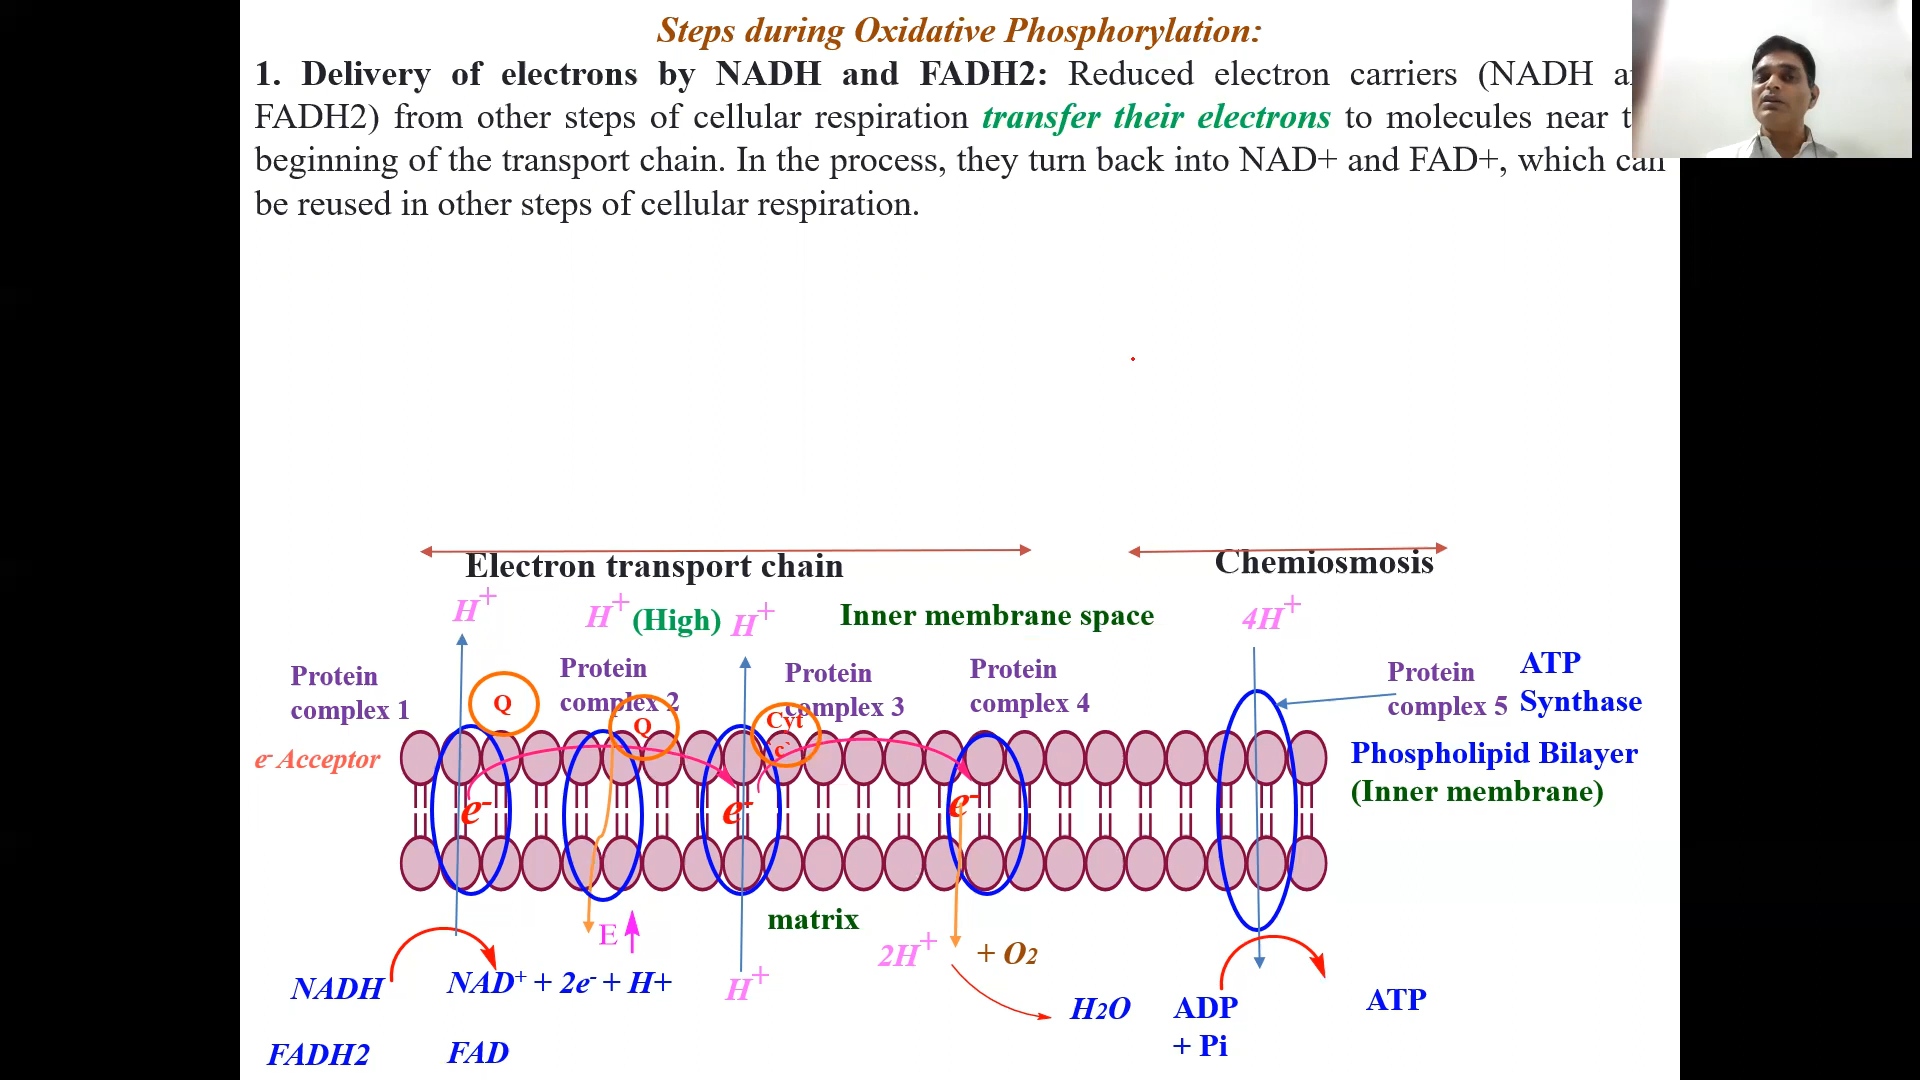 Steps during Oxidative Phosphorylation:
1. Delivery of electrons by NADH and FADH2: Reduced electron carriers (NADH
FADH2) from other steps of cellular respiration transfer their electrons to molecules near
beginning of the transport chain. In the process, they turn back into NAD+ and FAD+, which can
be reused in other steps of cellular respiration.
Electron transport chain
Chemiosmosis
H+
H+ (High)
H+
Inner membrane space
4H+
Protein
complex 1
Q
Protein
complex 2
Q
Protein
complex 3
Cyt
`c`
Protein
complex 4
Protein
complex 5
ATP
Synthase
e- Acceptor
Phospholipid Bilayer
(Inner membrane)
e-
e-
e-
E
matrix
2H+ + O2
NADH
NAD+ + 2e- + H+
H+
H2O
ADP
+ Pi
ATP
FADH2
FAD